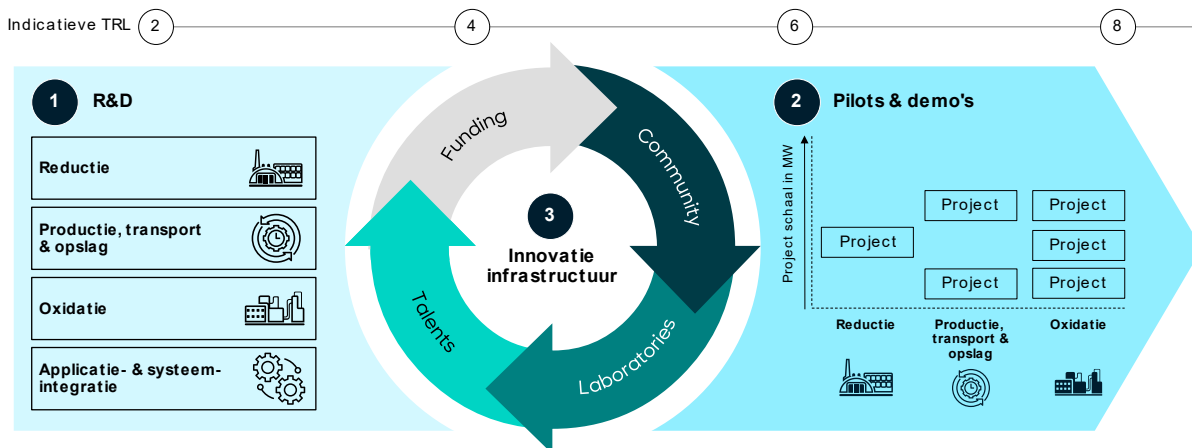 Indicatieve TRL 2 4 6 8
1 R&D
Reductie
Productie, transport
& opslag
Oxidatie
Applicatie- & systeem-
integratie
Funding
Community
Laboratories
Talents
3
Innovatie
infrastructuur
2 Pilots & demo's
Project schaal in MW
Project Project
Project Project
Project Project
Reductie
Productie,
transport &
opslag
Oxidatie